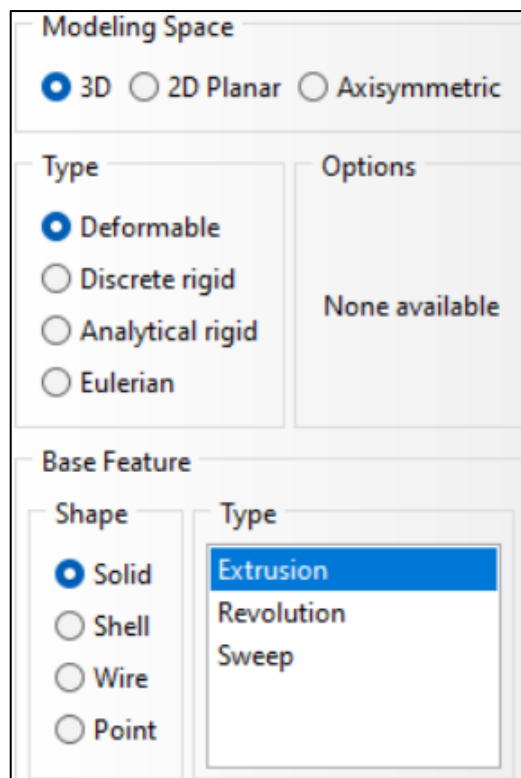 Modeling Space
3D 2D Planar Axisymmetric
Type
Deformable
Discrete rigid
Analytical rigid
Eulerian
Options
None available
Base Feature
Shape
Solid
Shell
Wire
Point
Type
Extrusion
Revolution
Sweep